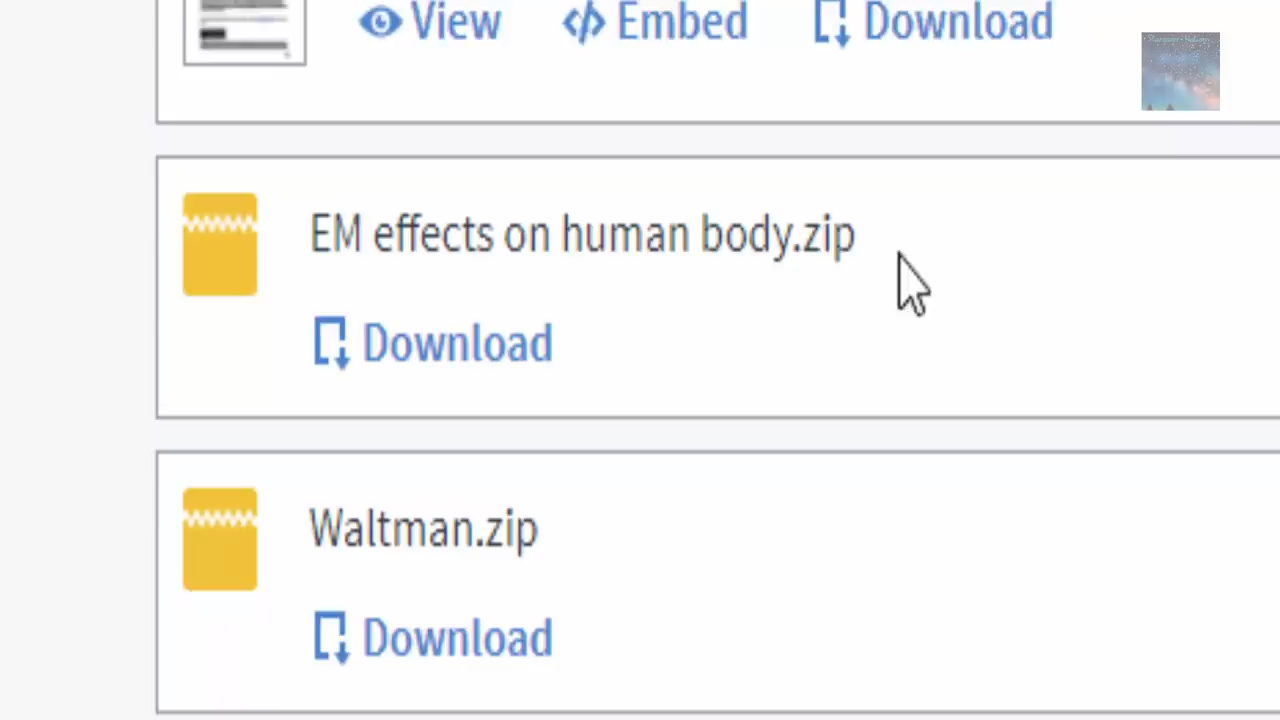 View Embed Download
EM effects on human body.zip
Download
Waltman.zip
Download